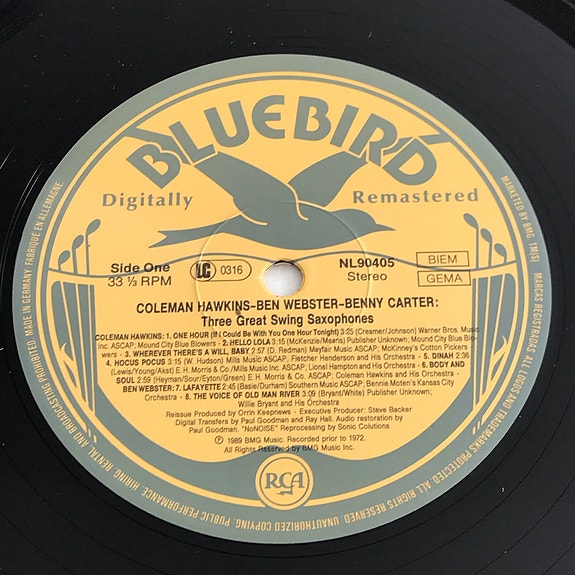 BLUEBIRD
Digitally Remastered
Side One
33 ⅓ RPM
LC 0316
NL90405
Stereo
BIEM
GEMA
COLEMAN HAWKINS–BEN WEBSTER–BENNY CARTER:
Three Great Swing Saxophones
COLEMAN HAWKINS: 1. ONE HOUR (If I Could Be With You One Hour Tonight) 3:25 (Creamer/Johnson) Warner Bros. Music
Inc. ASCAP; Mound City Blue Blowers • 2. HELLO LOLA (McKenzie/Means) Publisher Unknown; Mound City Blue
Blowers • 3. WHEREVER THERE'S A WILL, BABY 2:57 (D. Redman) Mayfair Music ASCAP; McKinney's Cotton Pickers
• 4. HOCUS POCUS 3:15 (Hudson/Mills) Mills Music ASCAP; Fletcher Henderson and His Orchestra • 5. DINAH 2:36
(Lewis/Young/Akst) E. H. Morris & Co. /Mills Music Inc. ASCAP; Lionel Hampton and His Orchestra • 6. BODY AND
SOUL 2:59 (Heyman/Sour/Eyton/Green) E. H. Morris & Co. ASCAP; Coleman Hawkins and His Orchestra
BEN WEBSTER: 7. LAFAYETTE 2:45 (Basie/Durham) Southern Music ASCAP; Bennie Moten's Kansas City
Orchestra • 8. THE VOICE OF OLD MAN RIVER 3:09 (Bryant/White) Publisher Unknown;
Willie Bryant and His Orchestra
Reissue Produced by Orrin Keepnews - Executive Producer: Steve Backer
Digital Transfers by Paul Goodman and Ray Hall. Audio restoration by
Paul Goodman. "NoNOISE" Reprocessing by Sonic Colutions
℗ 1989 BMG Music. Recorded prior to 1972.
All Rights Reserved by BMG Music Inc.
RCA
MADE IN GERMANY FABRIQUE EN ALLEMAGNE
MARKETED BY BMG. TM(S)
MARCAS REGISTRADAS. ALL LOGOS AND TRADEMARKS PROTECTED. ALL RIGHTS RESERVED. UNAUTHORIZED COPYING, PUBLIC PERFORMANCE, HIRING, RENTAL AND BROADCASTING PROHIBITED.